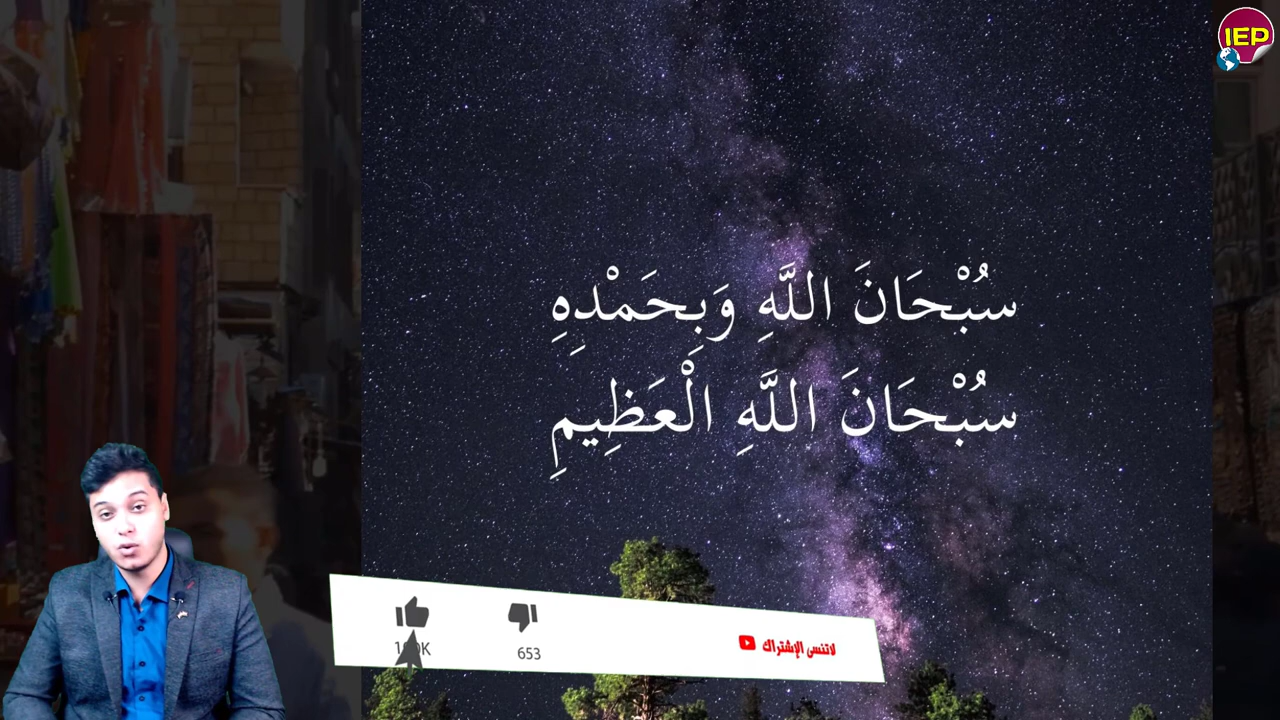 IEP
سُبْحَانَ اللَّهِ وَبِحَمْدِهِ
سُبْحَانَ اللَّهِ الْعَظِيمِ
653
لاتنسى الإشتراك